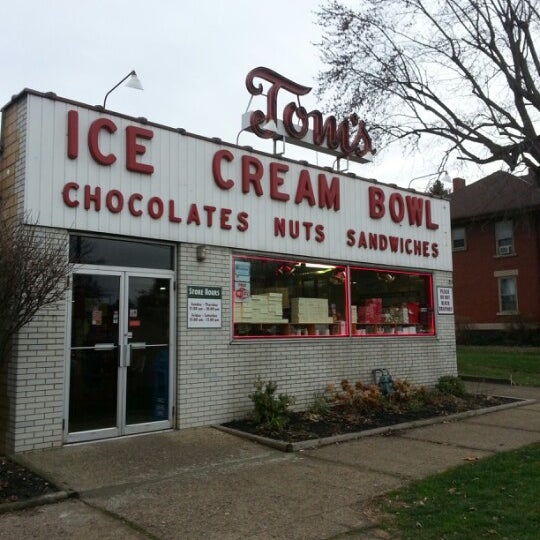 Tom's
ICE CREAM BOWL
CHOCOLATES NUTS SANDWICHES
STORE HOURS